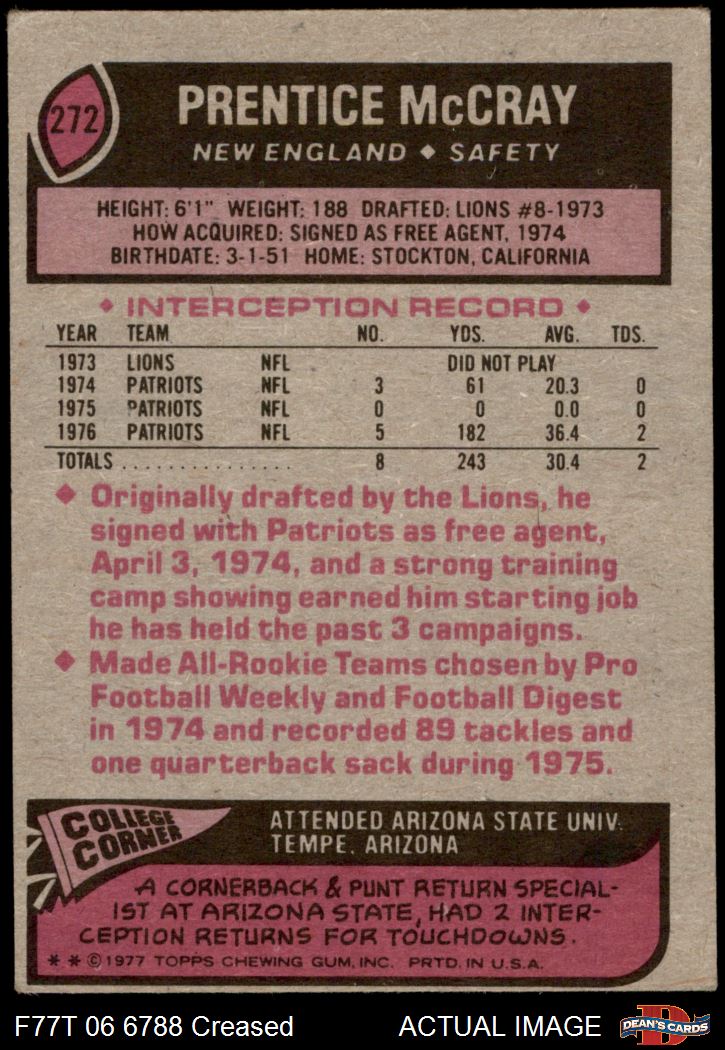 272
PRENTICE McCRAY
NEW ENGLAND ◆ SAFETY
HEIGHT: 6'1" WEIGHT: 188 DRAFTED: LIONS #8-1973
HOW ACQUIRED: SIGNED AS FREE AGENT, 1974
BIRTHDATE: 3-1-51 HOME: STOCKTON, CALIFORNIA
◆ INTERCEPTION RECORD ◆
YEAR TEAM NO. YDS. AVG. TDS.
1973 LIONS NFL DID NOT PLAY
1974 PATRIOTS NFL 3 61 20.3 0
1975 PATRIOTS NFL 0 0 0.0 0
1976 PATRIOTS NFL 5 182 36.4 2
TOTALS . . . . . . . . . . . . . . . . 8 243 30.4 2
◆ Originally drafted by the Lions, he
signed with Patriots as free agent,
April 3, 1974, and a strong training
camp showing earned him starting job
he has held the past 3 campaigns.
◆ Made All-Rookie Teams chosen by Pro
Football Weekly and Football Digest
in 1974 and recorded 89 tackles and
one quarterback sack during 1975.
COLLEGE
CORNER
ATTENDED ARIZONA STATE UNIV.
TEMPE, ARIZONA
A CORNERBACK & PUNT RETURN SPECIAL-
IST AT ARIZONA STATE, HAD 2 INTER-
CEPTION RETURNS FOR TOUCHDOWNS.
* * © 1977 TOPPS CHEWING GUM, INC. PRTD. IN U.S.A.
F77T 06 6788 Creased ACTUAL IMAGE
D
DEAN'S CARDS